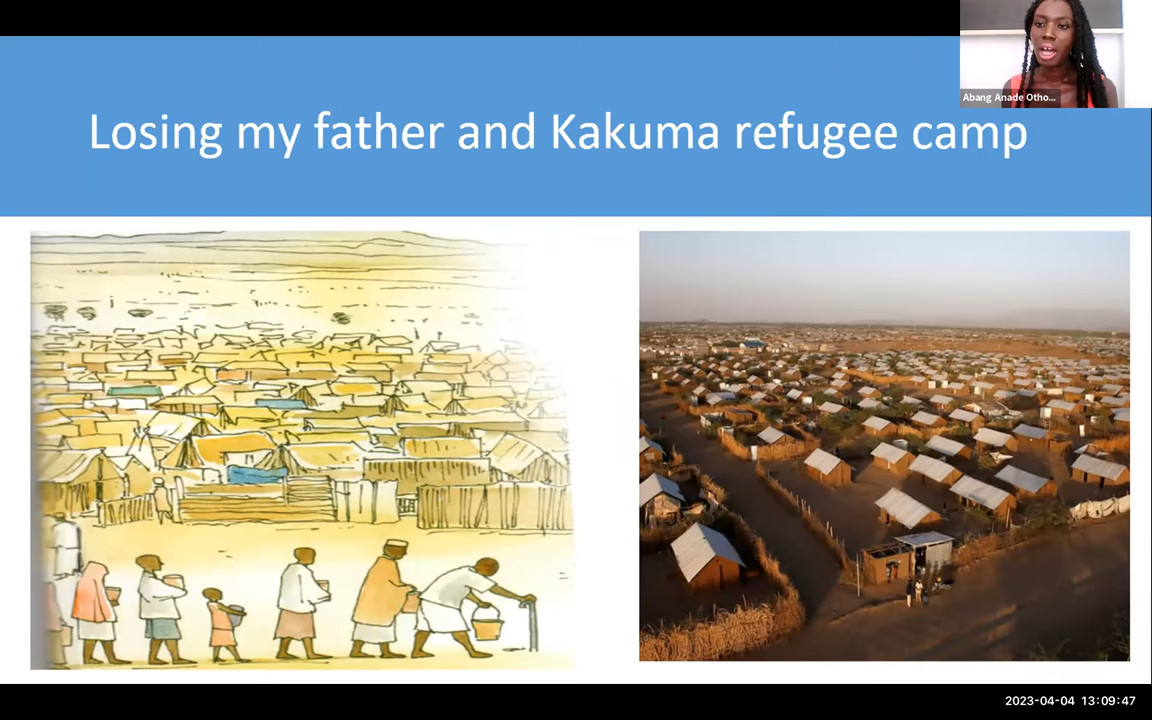 Abang Anade Otho...
Losing my father and Kakuma refugee camp
2023-04-04 13:09:47